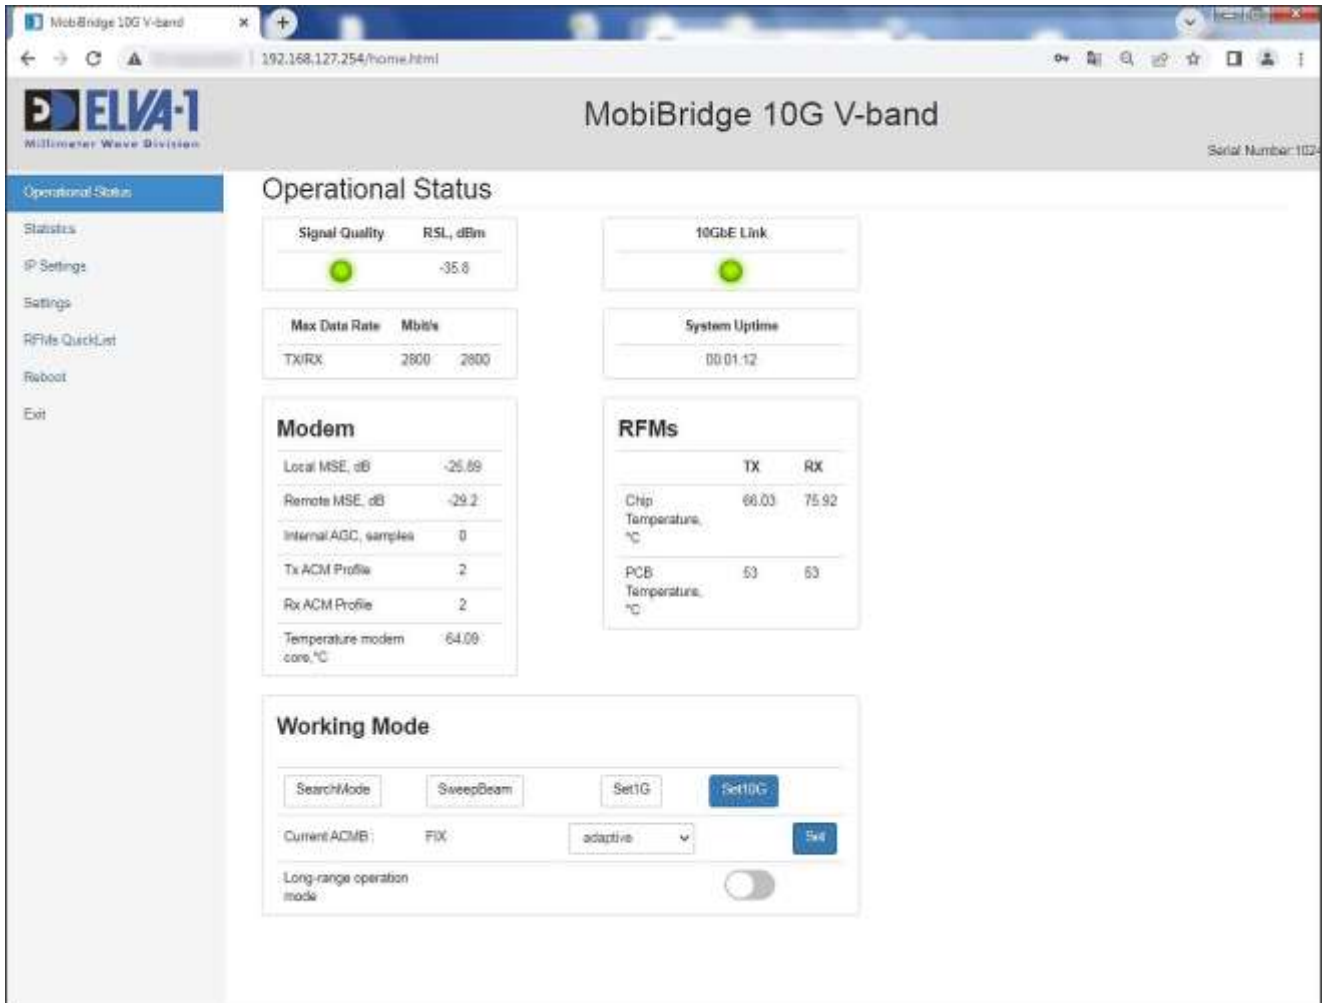 MobiBridge 10G V-band
192.168.127.254/home.html
ELVA-1
Millimeter Wave Division
MobiBridge 10G V-band
Serial Number:1024
Operational Status
Statistics
IP Settings
Settings
RFMs QuickList
Reboot
Exit
Operational Status
Signal Quality RSL, dBm
-35.8
10GbE Link
Max Data Rate Mbit/s
TX/RX 2800 2800
System Uptime
00:01:12
Modem
Local MSE, dB -25.89
Remote MSE, dB -29.2
Internal AGC, samples 0
Tx ACM Profile 2
Rx ACM Profile 2
Temperature modem
core,°C 64.09
RFMs
TX RX
Chip
Temperature,
°C 66.03 75.92
PCB
Temperature,
°C 53 53
Working Mode
SearchMode SweepBeam Set1G Set10G
Current ACMB : FIX adaptive Set
Long-range operation
mode